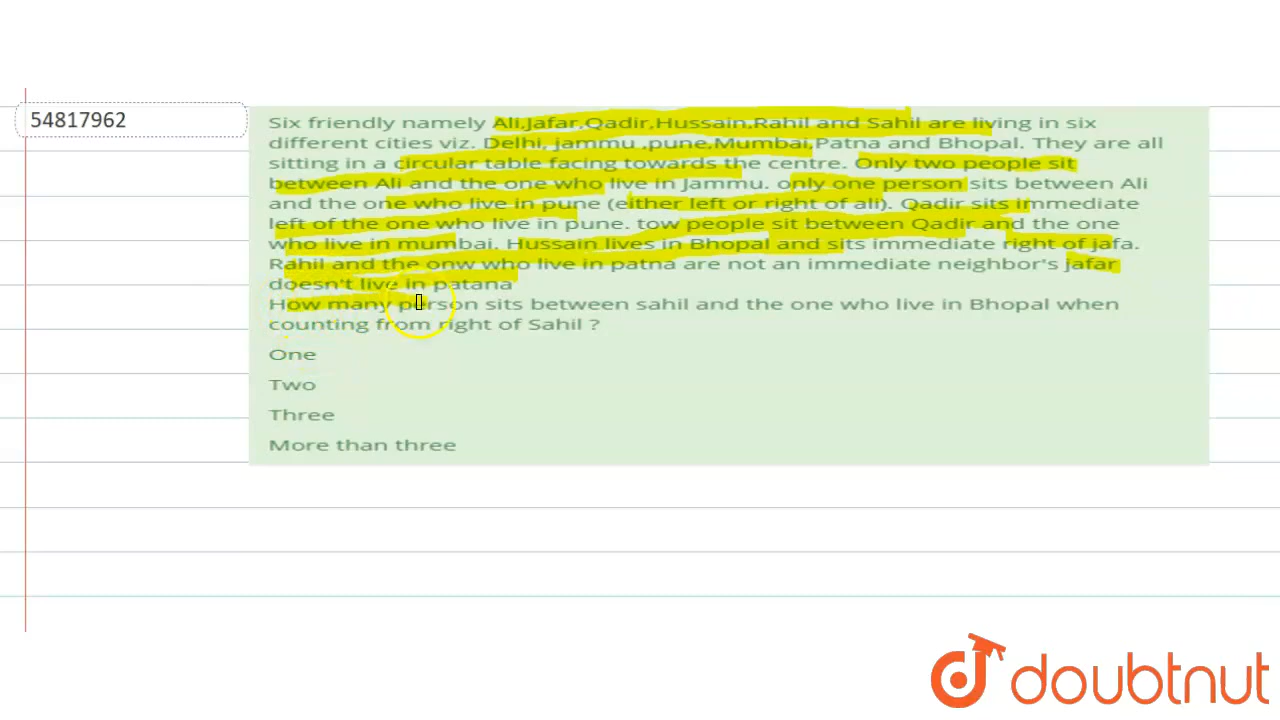 54817962
Six friendly namely Ali,Jafar,Qadir,Hussain,Rahil and Sahil are living in six
different cities viz. Delhi, jammu ,pune,Mumbai,Patna and Bhopal. They are all
sitting in a circular table facing towards the centre. Only two people sit
between Ali and the one who live in Jammu. only one person sits between Ali
and the one who live in pune (either left or right of ali). Qadir sits immediate
left of the one who live in pune. tow people sit between Qadir and the one
who live in mumbai. Hussain lives in Bhopal and sits immediate right of jafa.
Rahil and the onw who live in patna are not an immediate neighbor's jafar
doesn't live in patana
How many person sits between sahil and the one who live in Bhopal when
counting from right of Sahil ?
One
Two
Three
More than three
doubtnut